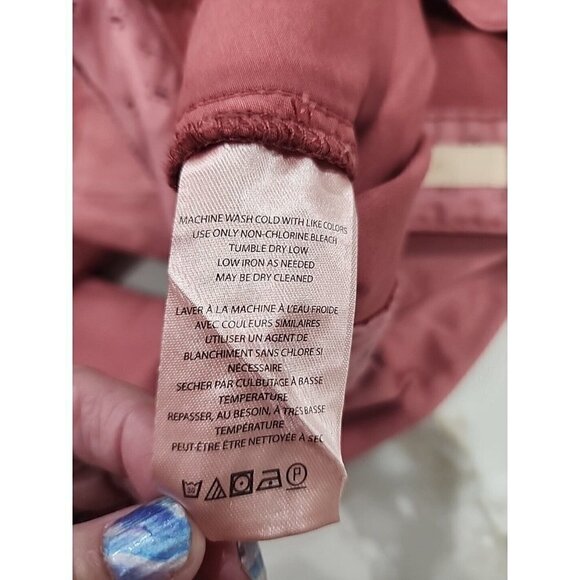 MACHINE WASH COLD WITH LIKE COLORS
USE ONLY NON-CHLORINE BLEACH
TUMBLE DRY LOW
LOW IRON AS NEEDED
MAY BE DRY CLEANED
LAVER À LA MACHINE À L'EAU FROIDE
AVEC COULEURS SIMILAIRES
UTILISER UN AGENT DE
BLANCHIMENT SANS CHLORE SI
NÉCESSAIRE
SECHER PAR CULBUTAGE À BASSE
TEMPERATURE
REPASSER, AU BESOIN, À TRÈS BASSE
TEMPÉRATURE
PEUT-ÊTRE ÊTRE NETTOYÉE À SEC
30 P